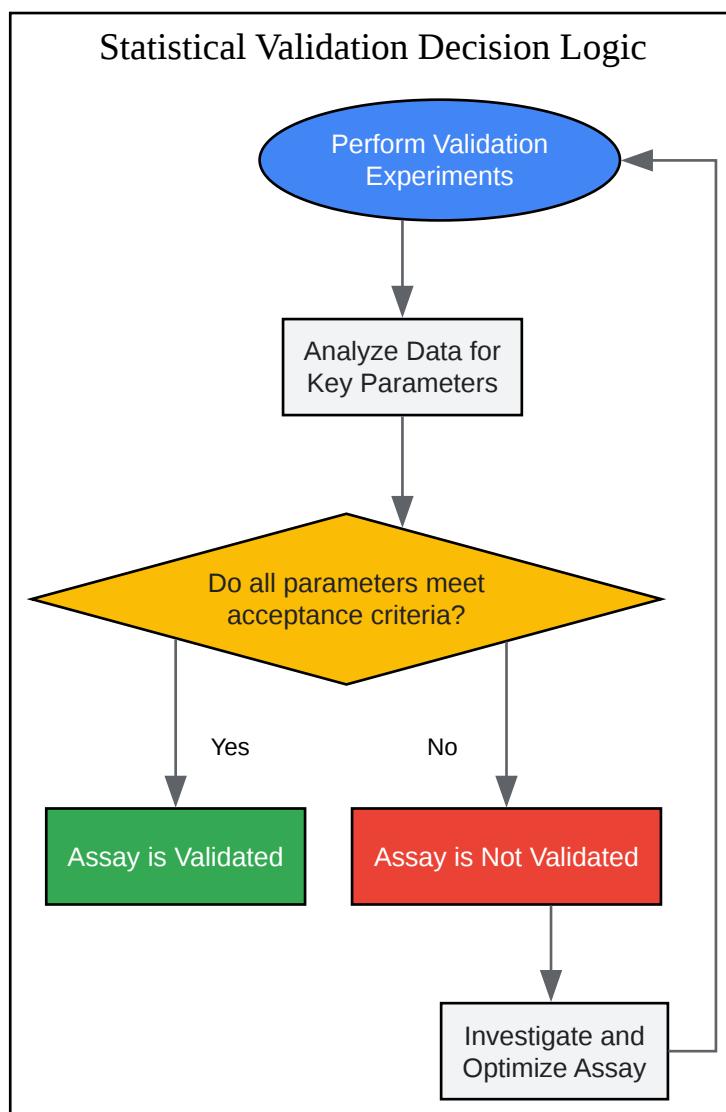 Statistical Validation Decision Logic
Perform Validation
Experiments
Analyze Data for
Key Parameters
Do all parameters meet
acceptance criteria?
Yes
No
Assay is Validated
Assay is Not Validated
Investigate and
Optimize Assay